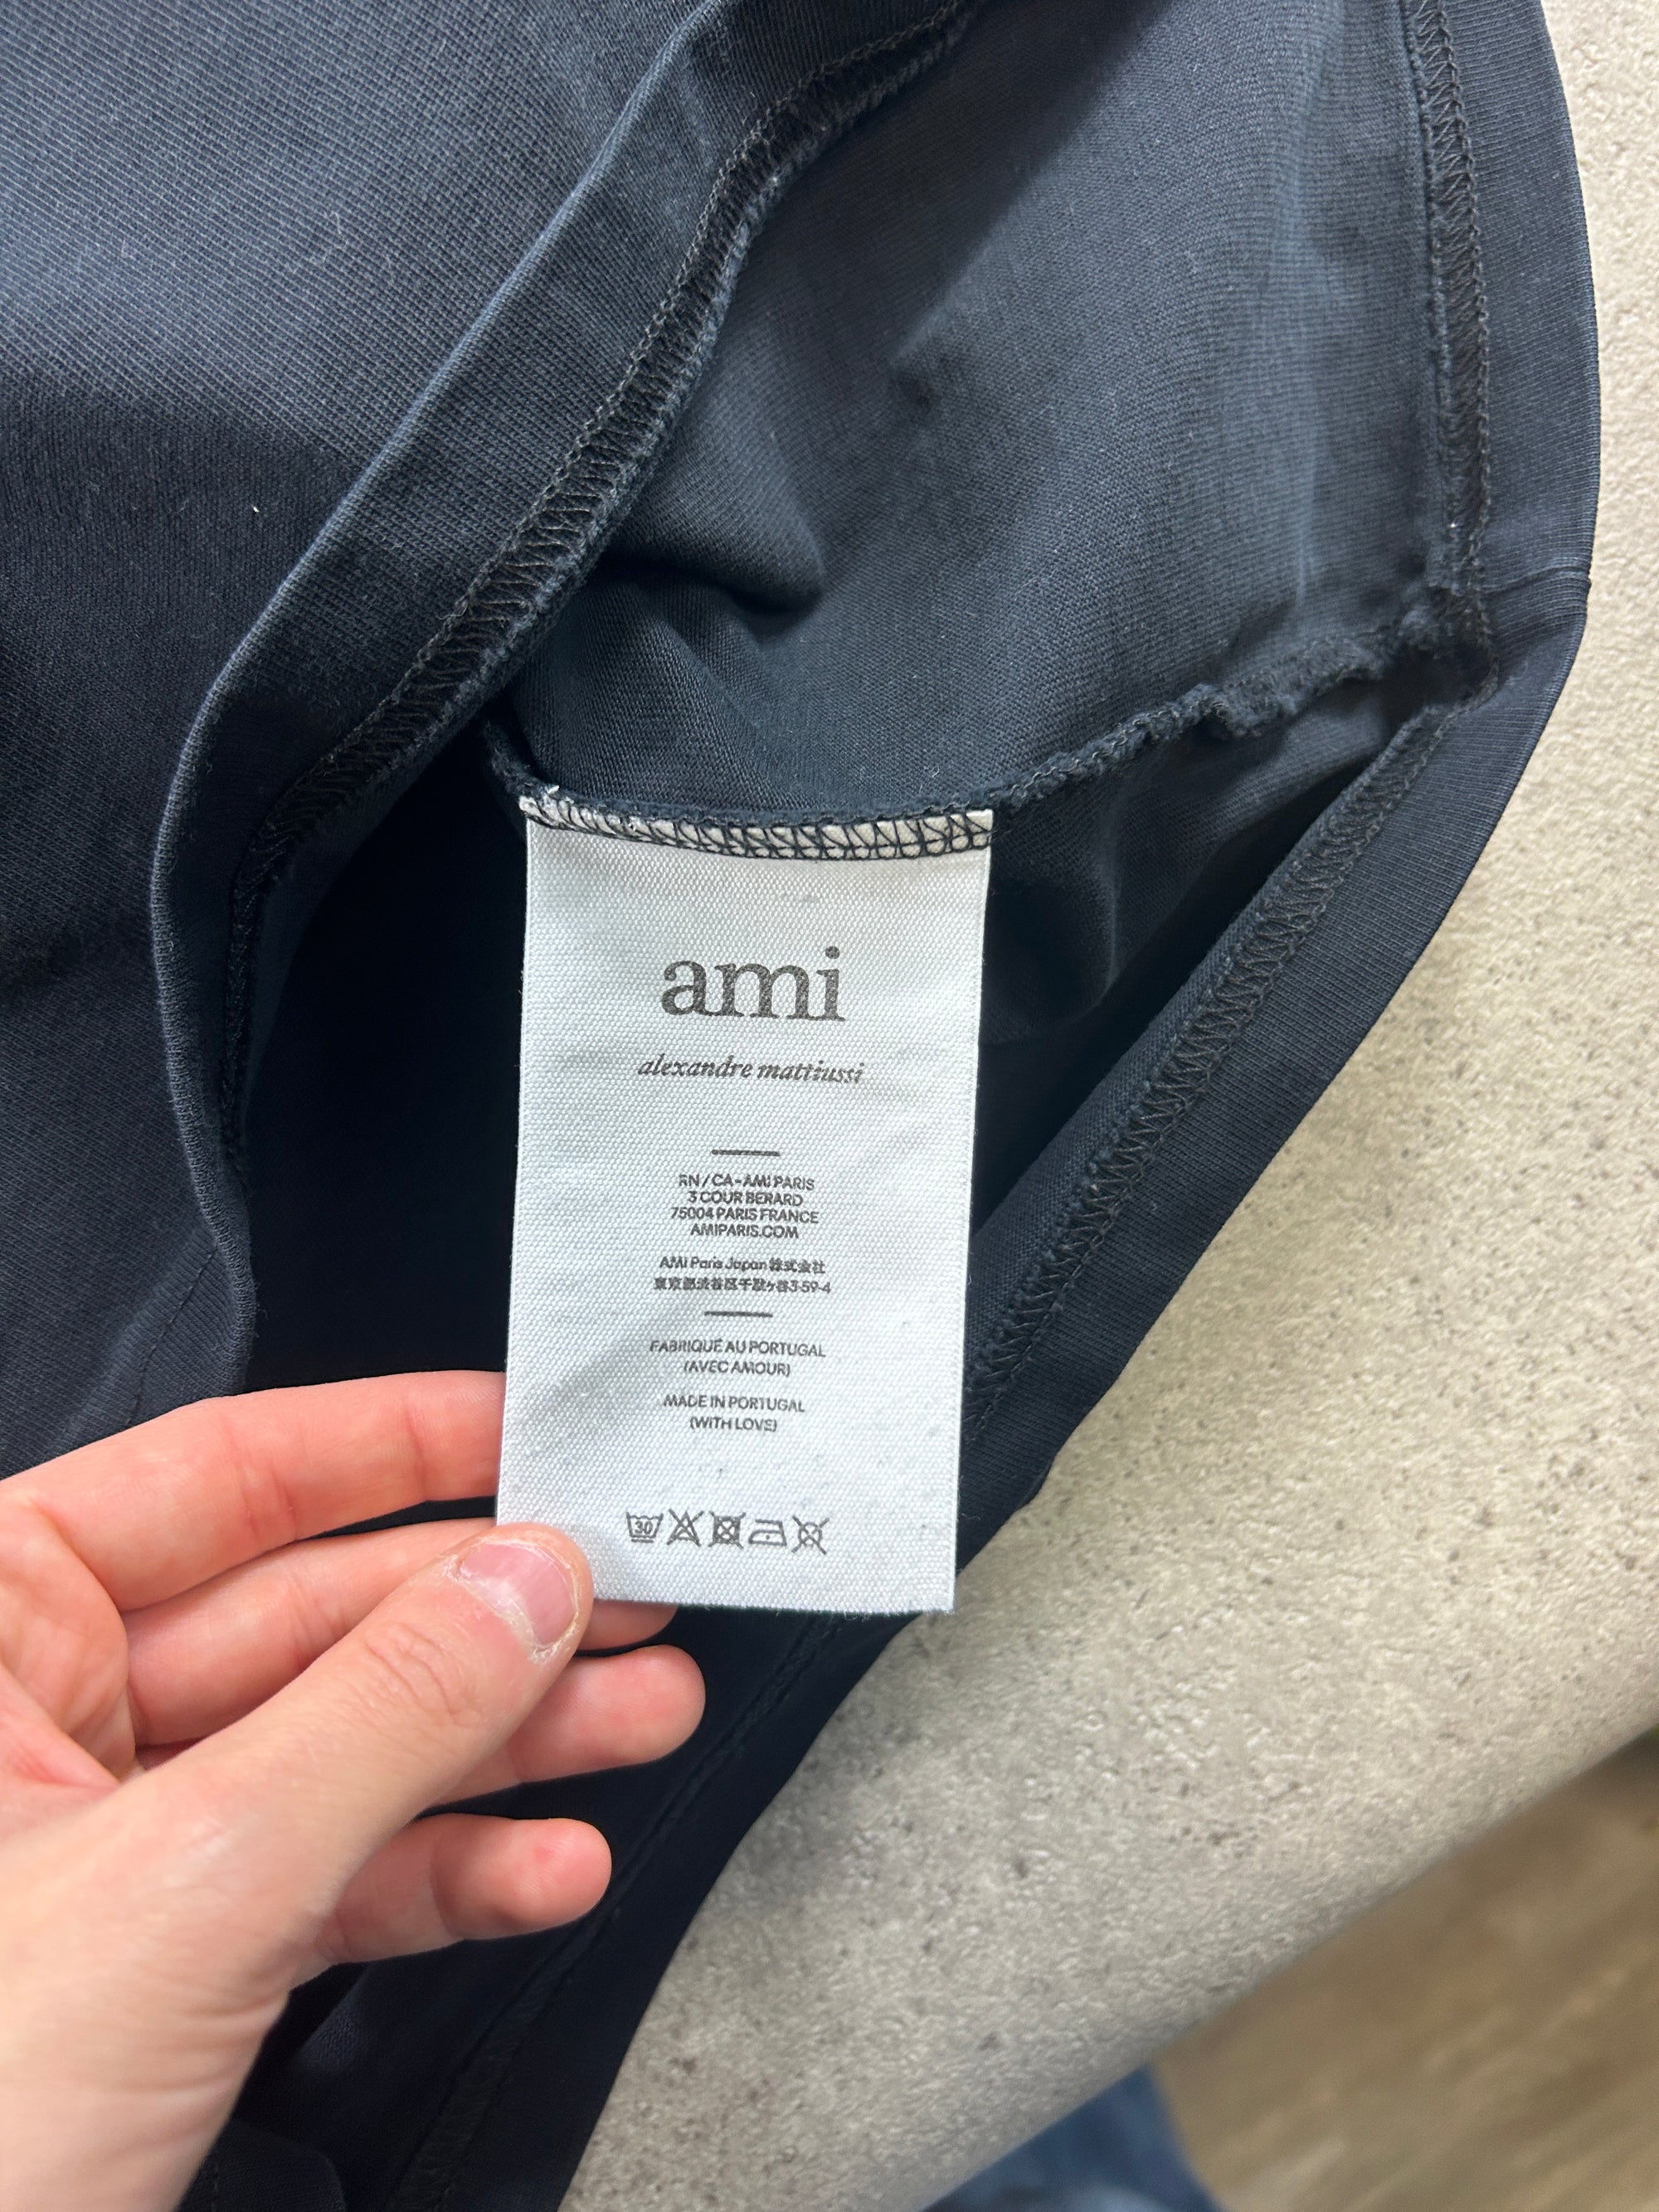 ami
alexandre mattiussi
RN / CA-AMI PARIS
3 COUR BERARD
75004 PARIS FRANCE
AMIPARIS.COM
AMI Paris Japan 株式会社
東京都渋谷区千駄ヶ谷3-59-4
FABRIQUÉ AU PORTUGAL
(AVEC AMOUR)
MADE IN PORTUGAL
(WITH LOVE)
30